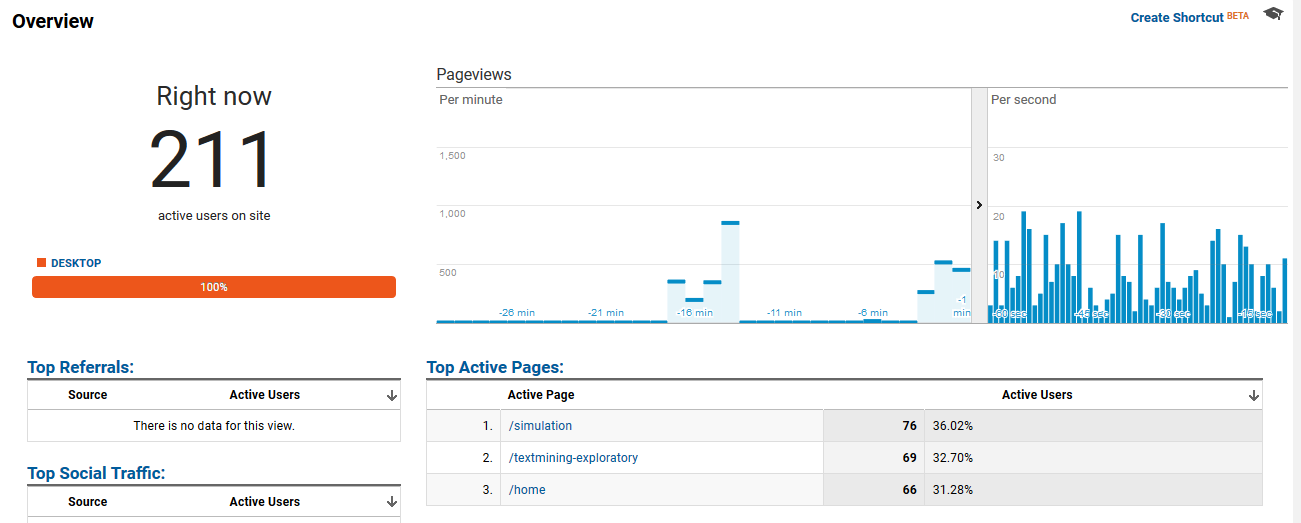 Overview
Create Shortcut BETA
Right now
211
active users on site
DESKTOP
100%
Pageviews
Per minute
Per second
1,500
1,000
500
-26 min
-21 min
-16 min
-11 min
-6 min
-1 min
30
20
10
-60 sec
-45 sec
-30 sec
-15 sec
Top Referrals:
Source Active Users
There is no data for this view.
Top Social Traffic:
Source Active Users
Top Active Pages:
Active Page Active Users
1. /simulation 76 36.02%
2. /textmining-exploratory 69 32.70%
3. /home 66 31.28%